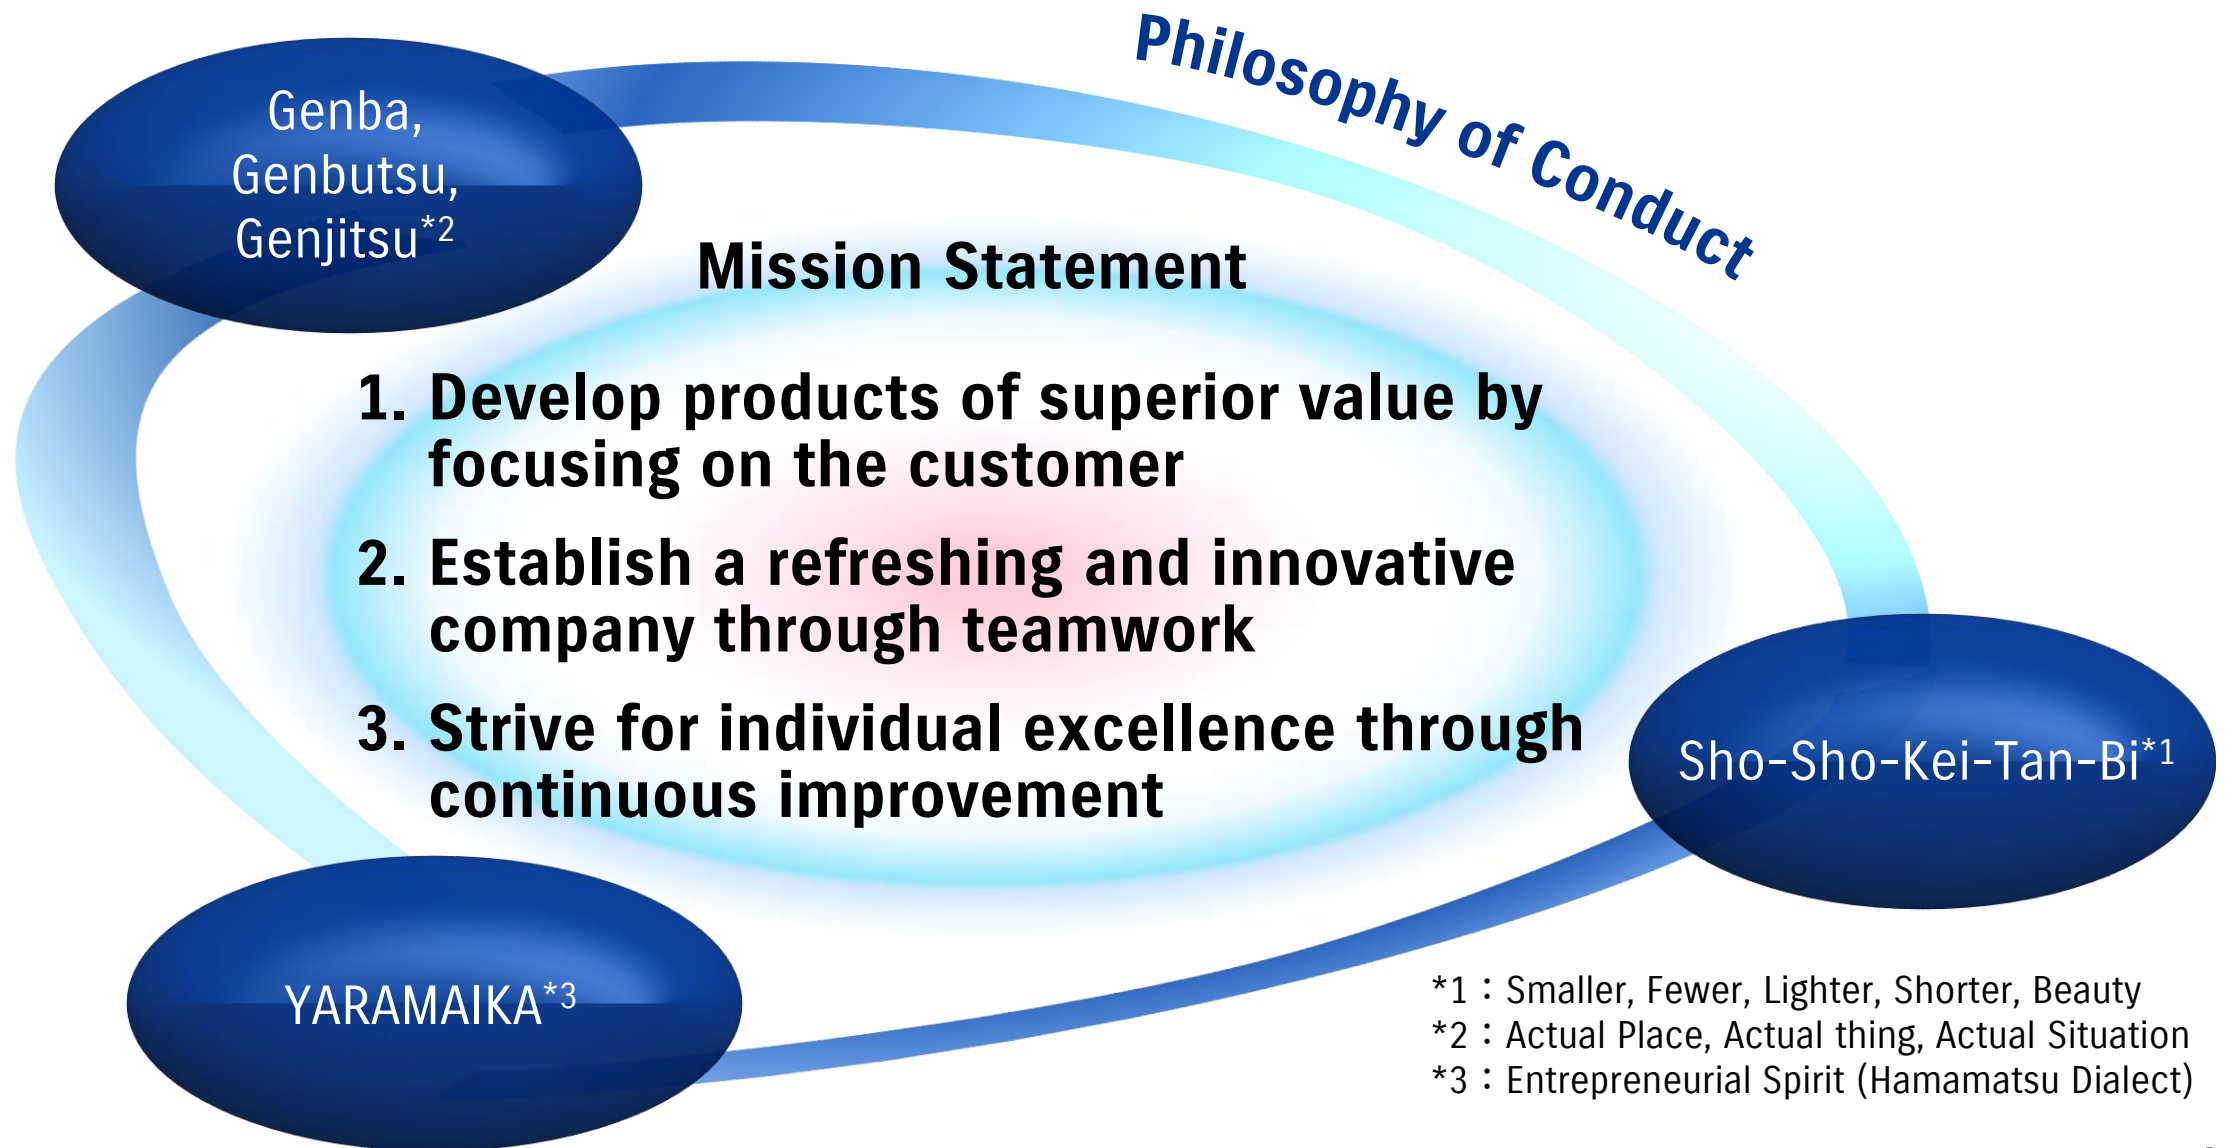 Philosophy of Conduct
Genba,
Genbutsu,
Genjitsu*2
Mission Statement
1. Develop products of superior value by
focusing on the customer
2. Establish a refreshing and innovative
company through teamwork
3. Strive for individual excellence through
continuous improvement
Sho-Sho-Kei-Tan-Bi*1
YARAMAIKA*3
*1：Smaller, Fewer, Lighter, Shorter, Beauty
*2：Actual Place, Actual thing, Actual Situation
*3：Entrepreneurial Spirit (Hamamatsu Dialect)